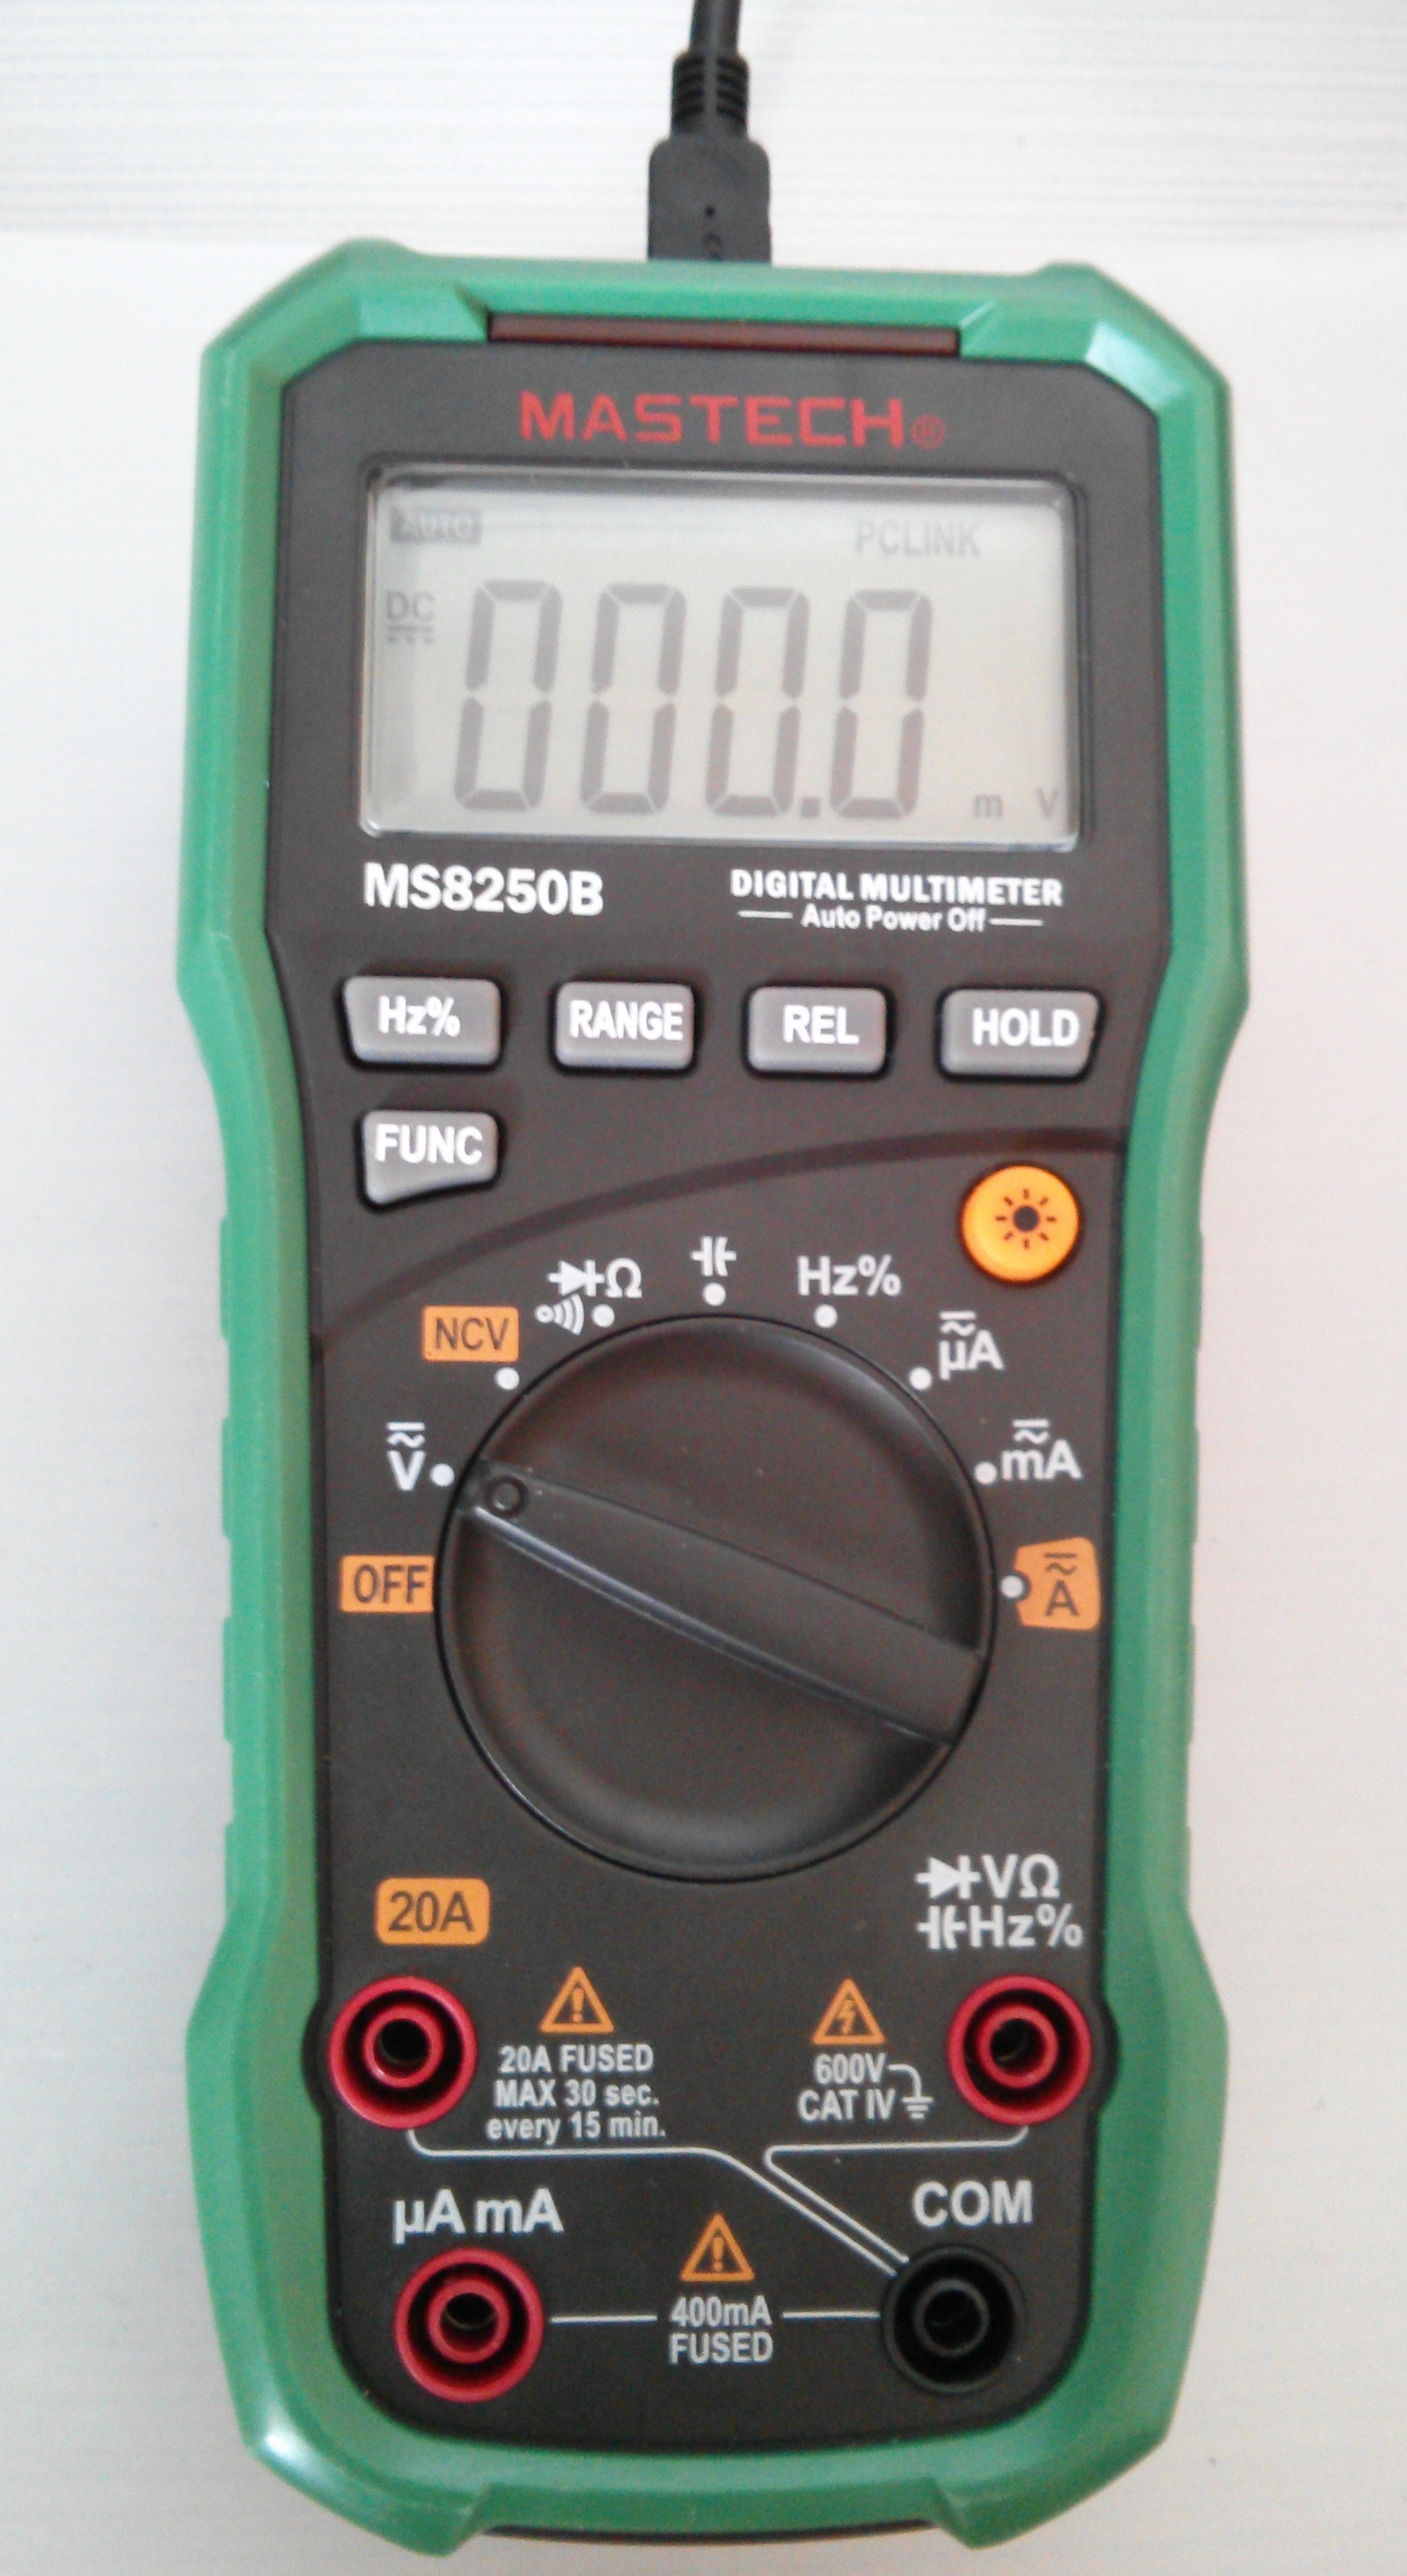 MASTECH®
AUTO PCLINK
DC 000.0 m V
MS8250B DIGITAL MULTIMETER
Auto Power Off
Hz% RANGE REL HOLD
FUNC
Ω Hz%
NCV μA
V mA
OFF A
20A VΩ
Hz%
20A FUSED
MAX 30 sec.
every 15 min.
600V
CAT IV
μA mA COM
400mA
FUSED